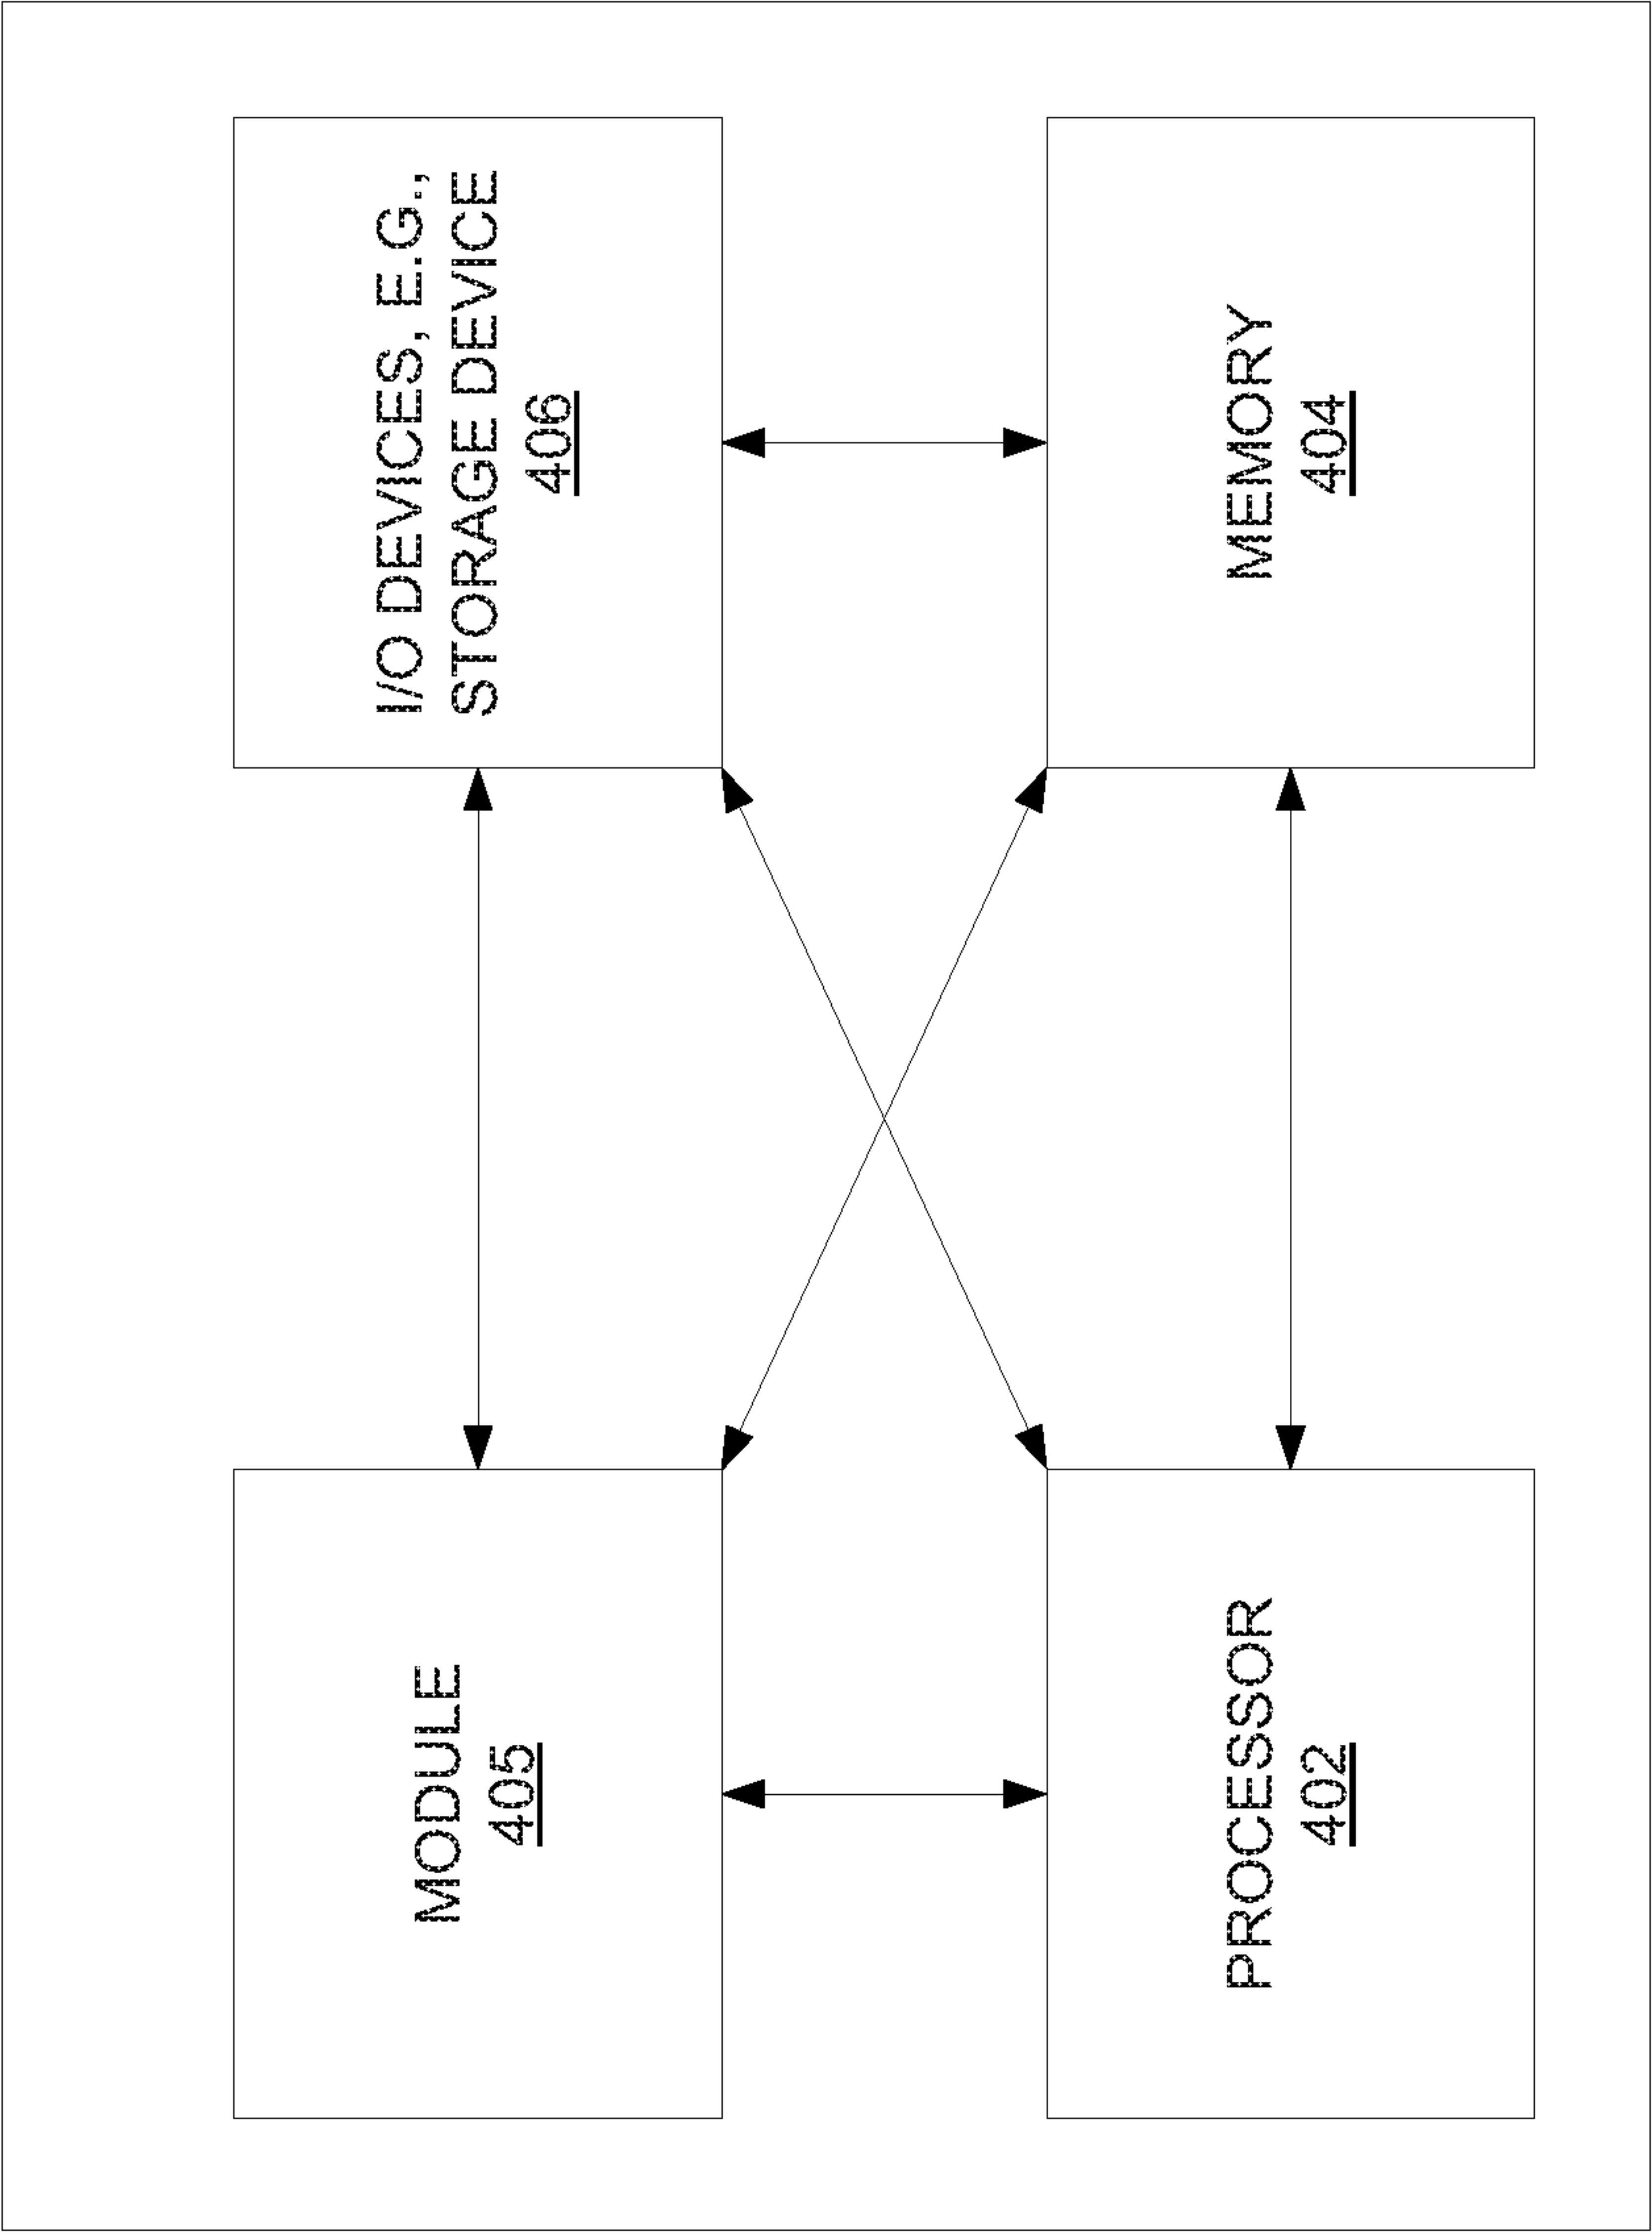 MODULE
405
I/O DEVICES, E.G.,
STORAGE DEVICE
406
PROCESSOR
402
MEMORY
404